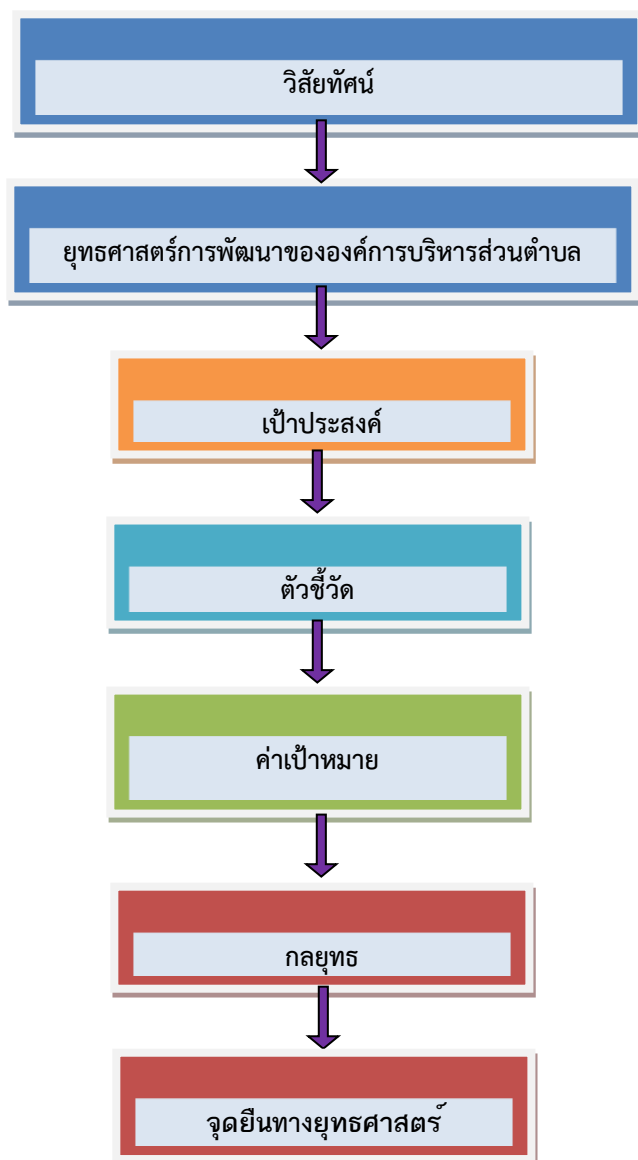 วิสัยทัศน์
ยุทธศาสตร์การพัฒนาขององค์การบริหารส่วนตำบล
เป้าประสงค์
ตัวชี้วัด
ค่าเป้าหมาย
กลยุทธ
จุดยืนทางยุทธศาสตร์